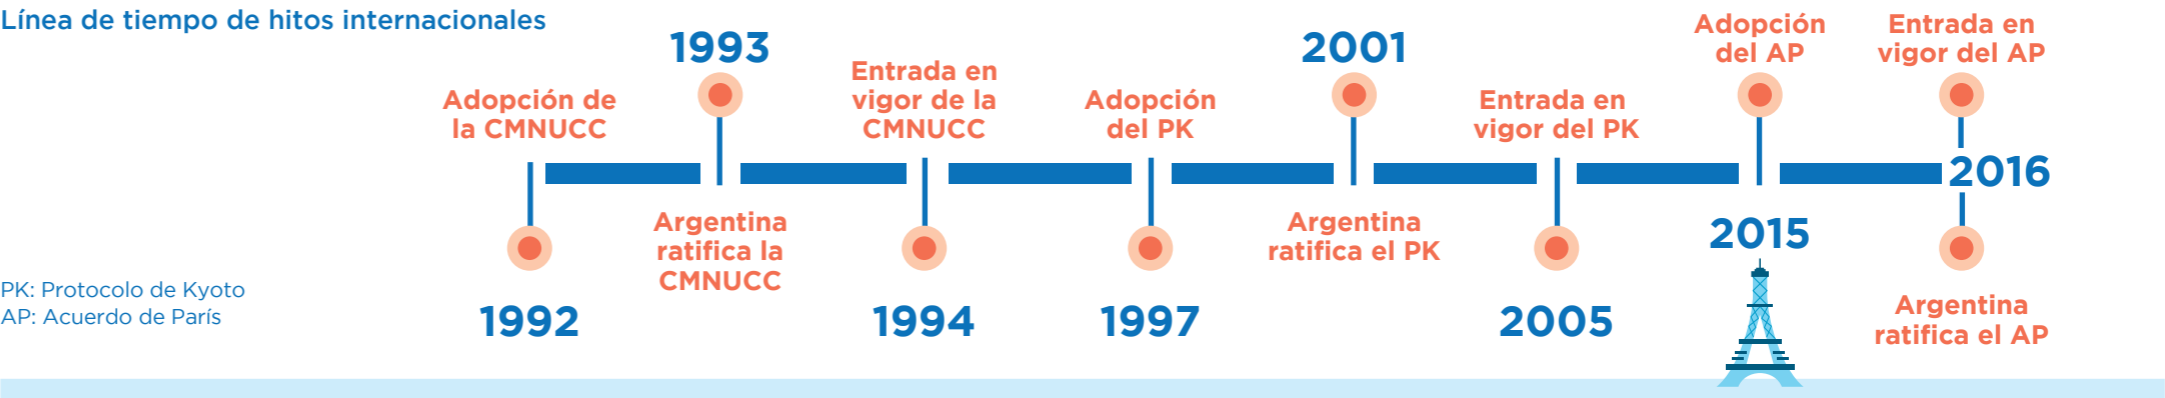 Línea de tiempo de hitos internacionales
Adopción de
la CMNUCC
1992
1993
Argentina
ratifica la
CMNUCC
Entrada en
vigor de la
CMNUCC
1994
Adopción
del PK
1997
2001
Argentina
ratifica el PK
Entrada en
vigor del PK
2005
Adopción
del AP
2015
Entrada en
vigor del AP
2016
Argentina
ratifica el AP
PK: Protocolo de Kyoto
AP: Acuerdo de París